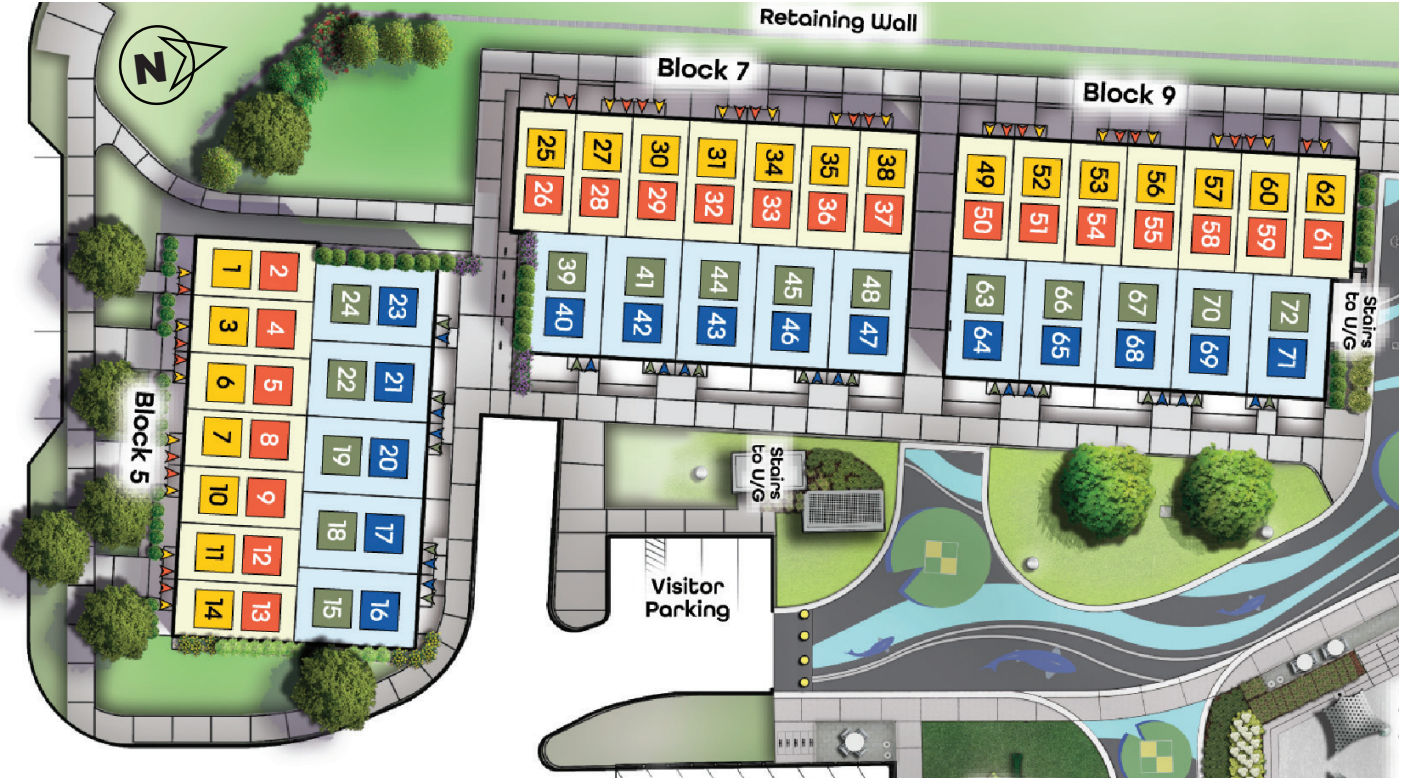 Retaining Wall
N
Block 7
Block 9
25 27 30 31 34 35 38
26 28 29 32 33 36 37
39 41 44 45 48
40 42 43 46 47
49 52 53 56 57 60 62
50 51 54 55 58 59 61
63 66 67 70 72
64 65 68 69 71
Stairs
to U/G
Block 5
1 2
3 4
6 5
7 8
10 9
11 12
14 13
24 23
22 21
19 20
18 17
15 16
Stairs
to U/G
Visitor
Parking